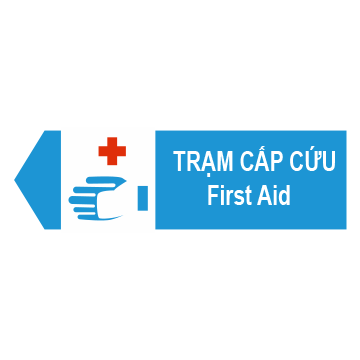 TRẠM CẤP CỨU
First Aid